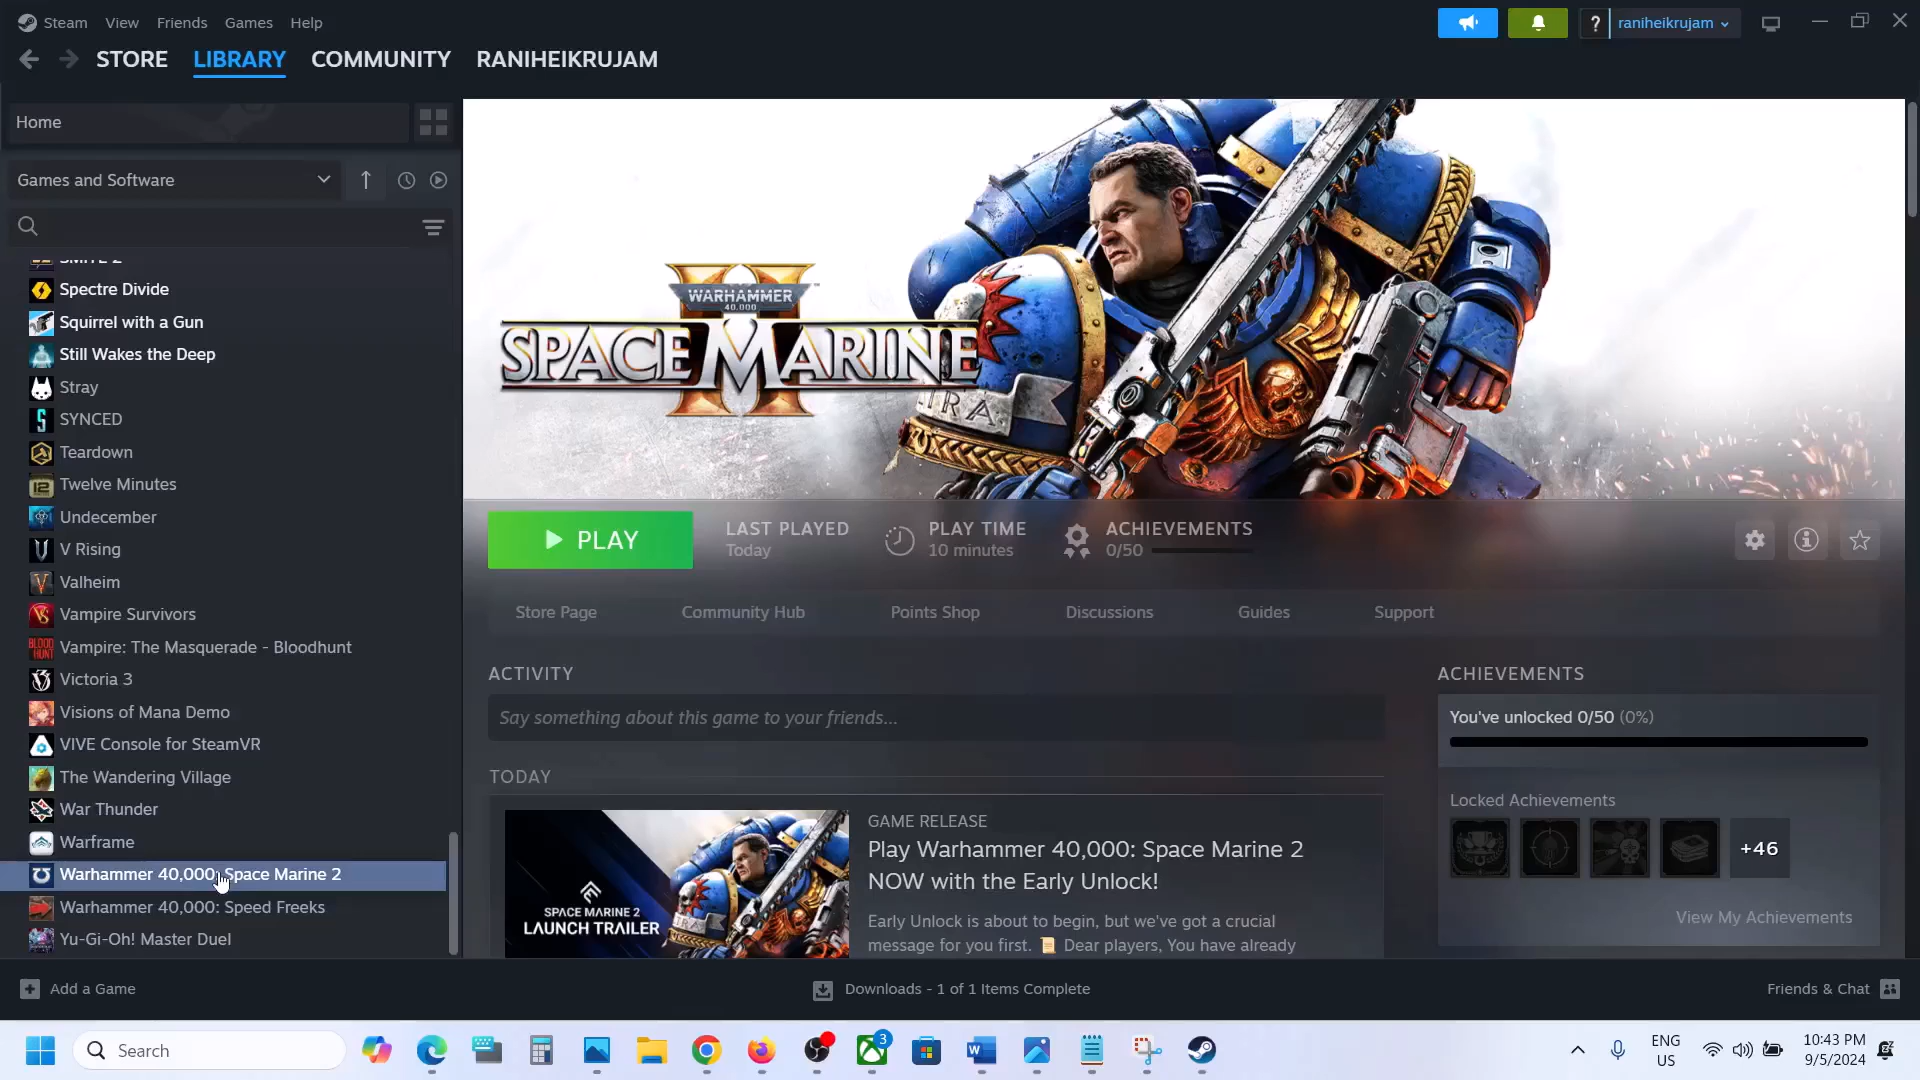 Steam View Friends Games Help
? raniheikrujam
STORE LIBRARY COMMUNITY RANIHEIKRUJAM
Home
Games and Software
SMITE 2
Spectre Divide
Squirrel with a Gun
Still Wakes the Deep
Stray
SYNCED
Teardown
Twelve Minutes
Undecember
V Rising
Valheim
Vampire Survivors
Vampire: The Masquerade - Bloodhunt
Victoria 3
Visions of Mana Demo
VIVE Console for SteamVR
The Wandering Village
War Thunder
Warframe
Warhammer 40,000: Space Marine 2
Warhammer 40,000: Speed Freeks
Yu-Gi-Oh! Master Duel
WARHAMMER
40,000
SPACE MARINE
II
PLAY
LAST PLAYED
Today
PLAY TIME
10 minutes
ACHIEVEMENTS
0/50
Store Page Community Hub Points Shop Discussions Guides Support
ACTIVITY
Say something about this game to your friends...
TODAY
SPACE MARINE 2
LAUNCH TRAILER
GAME RELEASE
Play Warhammer 40,000: Space Marine 2
NOW with the Early Unlock!
Early Unlock is about to begin, but we've got a crucial
message for you first. 📜 Dear players, You have already
ACHIEVEMENTS
You've unlocked 0/50 (0%)
Locked Achievements
+46
View My Achievements
Add a Game
Downloads - 1 of 1 Items Complete
Friends & Chat
Search
3
ENG
US
10:43 PM
9/5/2024